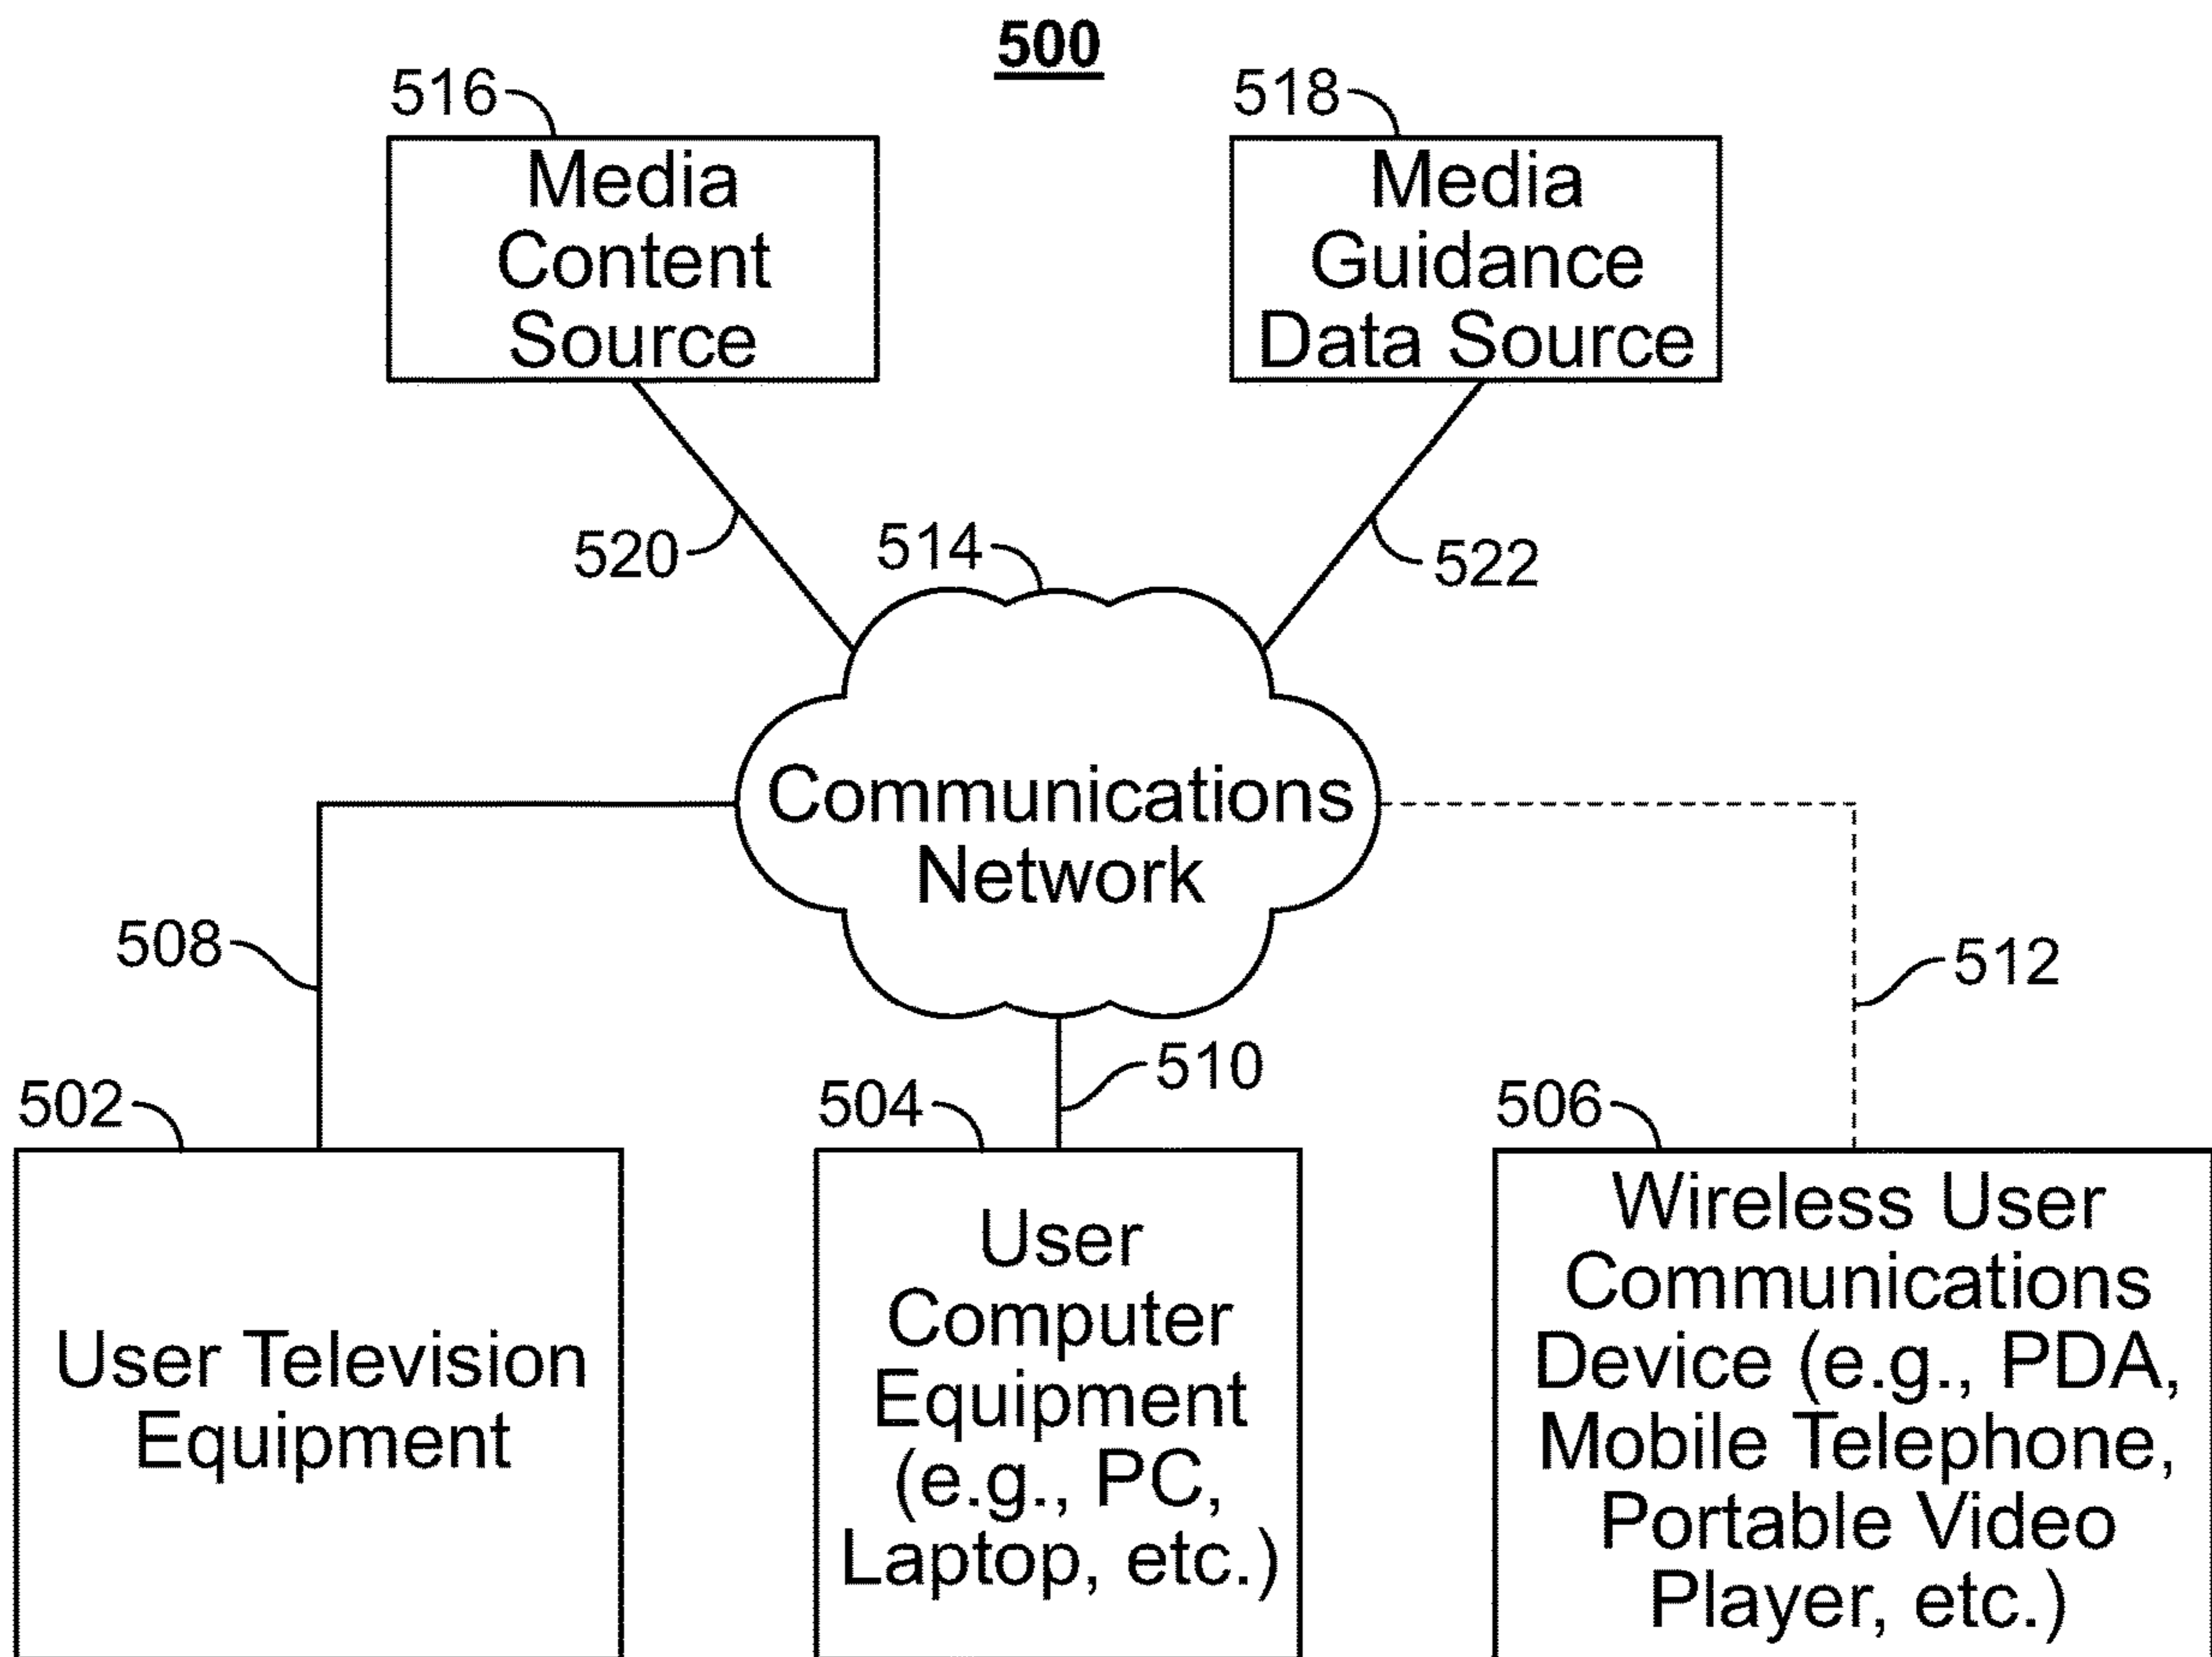 500
516
518
Media
Content
Source
Media
Guidance
Data Source
520
514
522
Communications
Network
508
512
510
502
504
506
User Television
Equipment
User
Computer
Equipment
(e.g., PC,
Laptop, etc.)
Wireless User
Communications
Device (e.g., PDA,
Mobile Telephone,
Portable Video
Player, etc.)